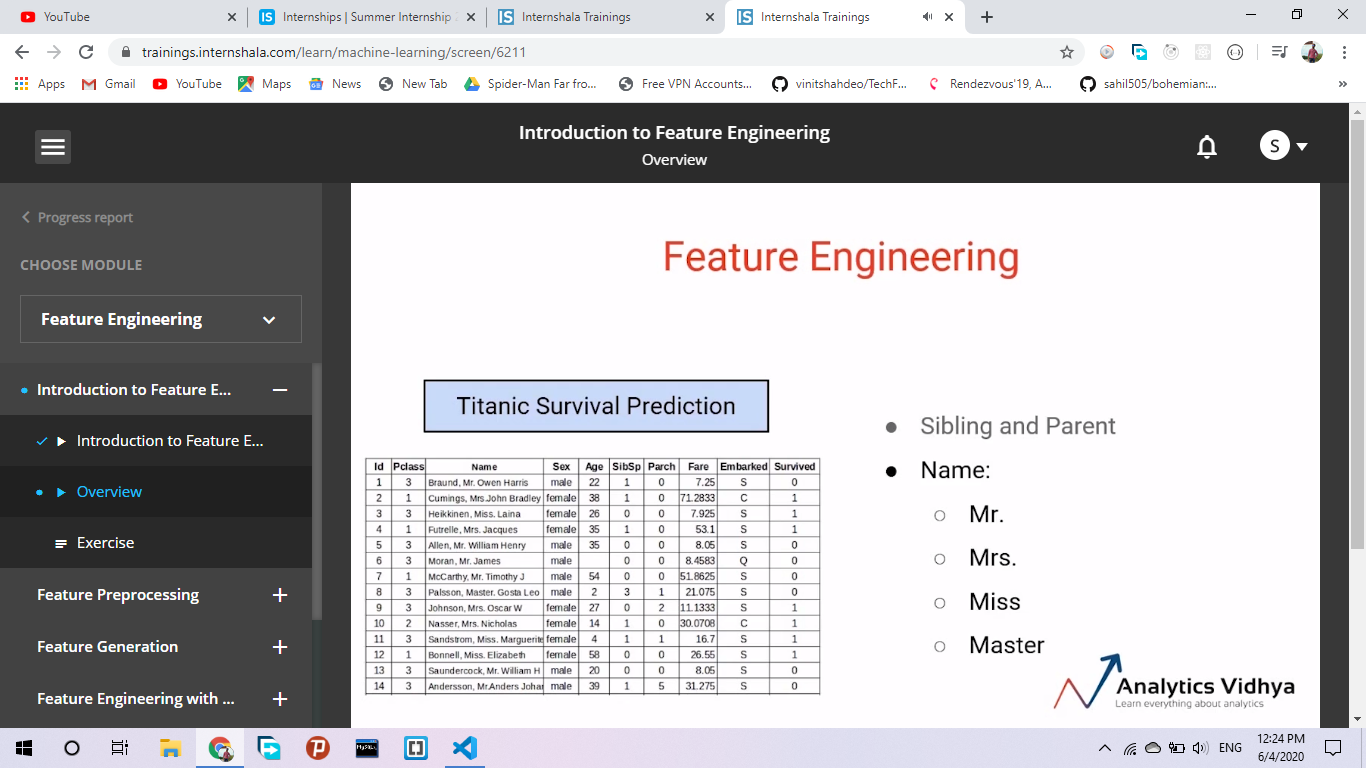 YouTube
Internships | Summer Internship
Internshala Trainings
Internshala Trainings
trainings.internshala.com/learn/machine-learning/screen/6211
Apps Gmail YouTube Maps News New Tab Spider-Man Far fro... Free VPN Accounts... vinitshahdeo/TechF... Rendezvous'19, A... sahil505/bohemian:... »
Introduction to Feature Engineering
Overview
S
Progress report
CHOOSE MODULE
Feature Engineering
Introduction to Feature E...
Introduction to Feature E...
Overview
Exercise
Feature Preprocessing
Feature Generation
Feature Engineering with ...
Feature Engineering
Titanic Survival Prediction
Id Pclass Name Sex Age SibSp Parch Fare Embarked Survived
1 3 Braund, Mr. Owen Harris male 22 1 0 7.25 S 0
2 1 Cumings, Mrs.John Bradley female 38 1 0 71.2833 C 1
3 3 Heikkinen, Miss. Laina female 26 0 0 7.925 S 1
4 1 Futrelle, Mrs. Jacques female 35 1 0 53.1 S 1
5 3 Allen, Mr. William Henry male 35 0 0 8.05 S 0
6 3 Moran, Mr. James male 0 0 8.4583 Q 0
7 1 McCarthy, Mr. Timothy J male 54 0 0 51.8625 S 0
8 3 Palsson, Master. Gosta Leo male 2 3 1 21.075 S 0
9 3 Johnson, Mrs. Oscar W female 27 0 2 11.1333 S 1
10 2 Nasser, Mrs. Nicholas female 14 1 0 30.0708 C 1
11 3 Sandstrom, Miss. Marguerite female 4 1 1 16.7 S 1
12 1 Bonnell, Miss. Elizabeth female 58 0 0 26.55 S 1
13 3 Saundercock, Mr. William H male 20 0 0 8.05 S 0
14 3 Andersson, Mr.Anders Johan male 39 1 5 31.275 S 0
● Sibling and Parent
● Name:
○ Mr.
○ Mrs.
○ Miss
○ Master
Analytics Vidhya
Learn everything about analytics
MySQL
ENG
12:24 PM
6/4/2020